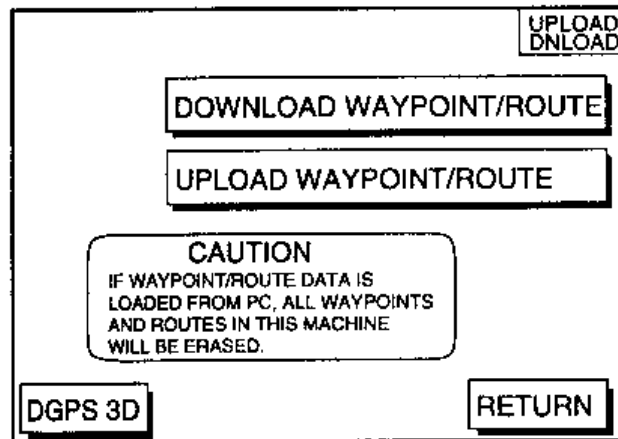 UPLOAD
DNLOAD
DOWNLOAD WAYPOINT/ROUTE
UPLOAD WAYPOINT/ROUTE
CAUTION
IF WAYPOINT/ROUTE DATA IS
LOADED FROM PC, ALL WAYPOINTS
AND ROUTES IN THIS MACHINE
WILL BE ERASED.
DGPS 3D
RETURN